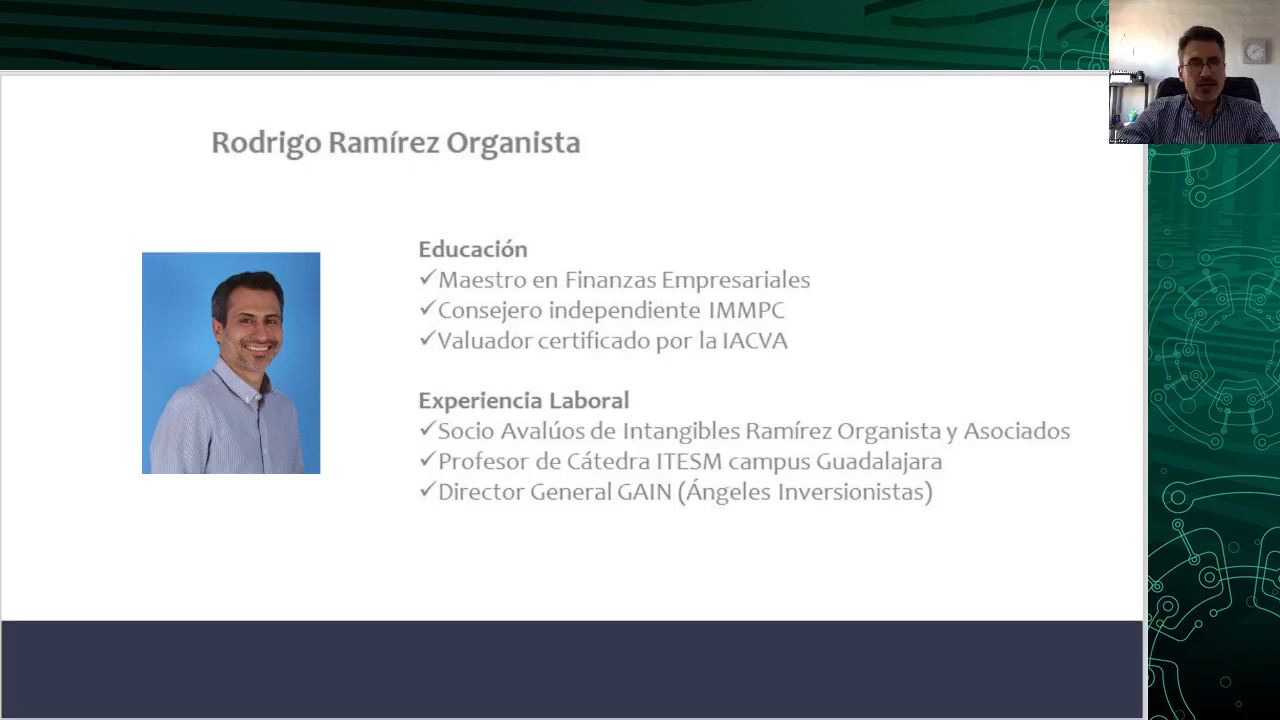 Rodrigo Ramírez Organista
Educación
✓Maestro en Finanzas Empresariales
✓Consejero independiente IMMPC
✓Valuador certificado por la IACVA
Experiencia Laboral
✓Socio Avalúos de Intangibles Ramírez Organista y Asociados
✓Profesor de Cátedra ITESM campus Guadalajara
✓Director General GAIN (Ángeles Inversionistas)